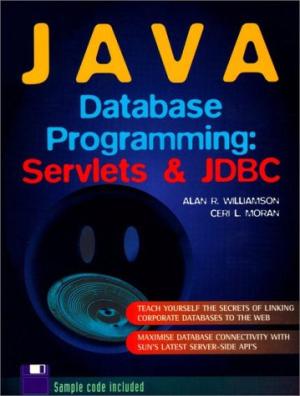 JAVA
Database
Programming:
Servlets & JDBC
ALAN R. WILLIAMSON
CERI L. MORAN
TEACH YOURSELF THE SECRETS OF LINKING
CORPORATE DATABASES TO THE WEB
MAXIMISE DATABASE CONNECTIVITY WITH
SUN'S LATEST SERVER-SIDE API'S
Sample code included